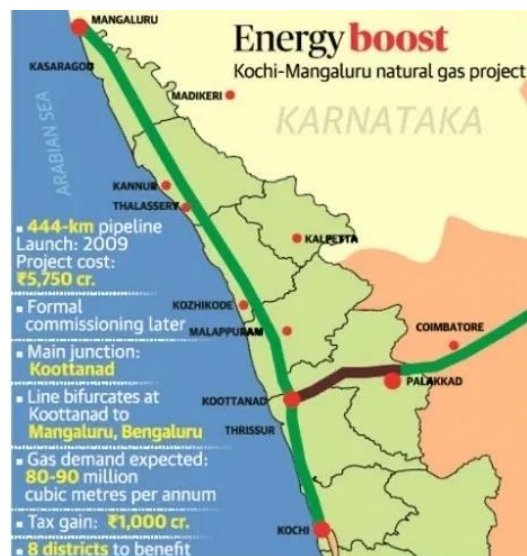 MANGALURU
Energy boost
KASARAGOD
Kochi-Mangaluru natural gas project
MADIKERI
KARNATAKA
ARABIAN SEA
KANNUR
THALASSERY
▪ 444-km pipeline
Launch: 2009
Project cost:
₹5,750 cr.
KALPETTA
▪ Formal
commissioning later
KOZHIKODE
MALAPPURAM
COIMBATORE
▪ Main junction:
Koottanad
PALAKKAD
▪ Line bifurcates at
Koottanad to
Mangaluru, Bengaluru
KOOTTANAD
THRISSUR
▪ Gas demand expected:
80-90 million
cubic metres per annum
▪ Tax gain: ₹1,000 cr.
KOCHI
▪ 8 districts to benefit